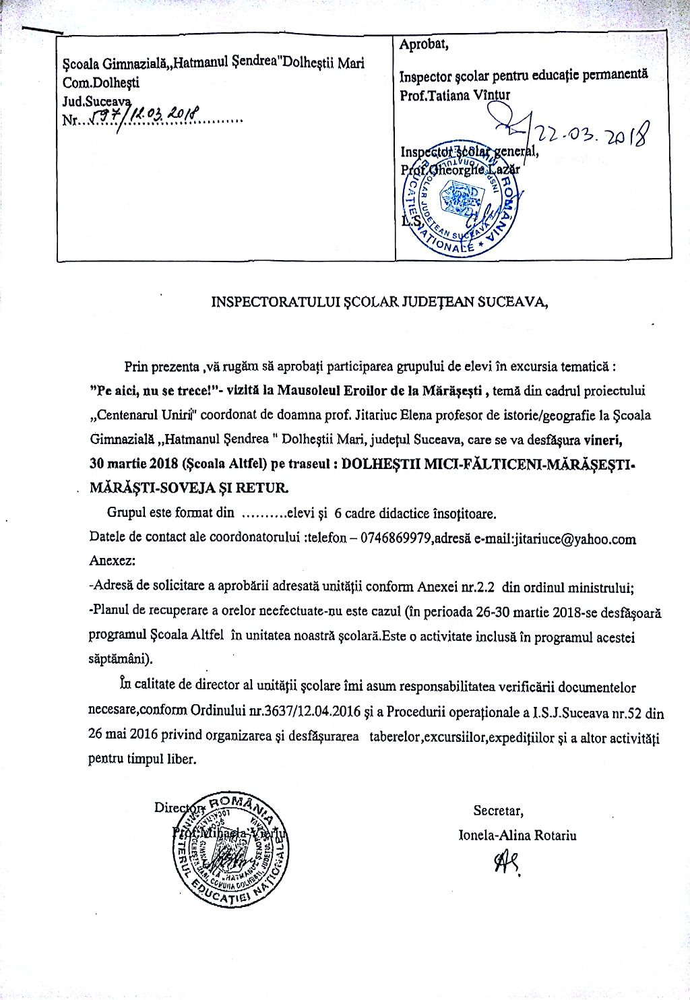 Şcoala Gimnazială,,Hatmanul Şendrea"Dolheştii Mari
Com.Dolheşti
Jud.Suceava
Nr. 597/12.03.2018
Aprobat,
Inspector şcolar pentru educaţie permanentă
Prof.Tatiana Vîntur
22.03.2018
Inspector şcolar general,
Prof.Gheorghe Lazăr
L.S.
INSPECTORATULUI ŞCOLAR JUDEŢEAN SUCEAVA,
Prin prezenta ,vă rugăm să aprobaţi participarea grupului de elevi în excursia tematică :
"Pe aici, nu se trece!"- vizită la Mausoleul Eroilor de la Mărăşeşti , temă din cadrul proiectului
,,Centenarul Unirii" coordonat de doamna prof. Jitariuc Elena profesor de istorie/geografie la Şcoala
Gimnazială ,,Hatmanul Şendrea " Dolheştii Mari, judeţul Suceava, care se va desfăşura vineri,
30 martie 2018 (Şcoala Altfel) pe traseul : DOLHEŞTII MICI-FĂLTICENI-MĂRĂŞEŞTI-
MĂRĂŞTI-SOVEJA ŞI RETUR.
Grupul este format din ..........elevi şi 6 cadre didactice însoţitoare.
Datele de contact ale coordonatorului :telefon – 0746869979,adresă e-mail:jitariuce@yahoo.com
Anexez:
-Adresă de solicitare a aprobării adresată unităţii conform Anexei nr.2.2 din ordinul ministrului;
-Planul de recuperare a orelor neefectuate-nu este cazul (în perioada 26-30 martie 2018-se desfăşoară
programul Şcoala Altfel în unitatea noastră şcolară.Este o activitate inclusă în programul acestei
săptămâni).
În calitate de director al unităţii şcolare îmi asum responsabilitatea verificării documentelor
necesare,conform Ordinului nr.3637/12.04.2016 şi a Procedurii operaţionale a I.S.J.Suceava nr.52 din
26 mai 2016 privind organizarea şi desfăşurarea taberelor,excursiilor,expediţiilor şi a altor activităţi
pentru timpul liber.
Director,
Prof.Mihaela Vieriu
ROMÂNIA
EDUCAŢIEI NAŢIONALE
Secretar,
Ionela-Alina Rotariu